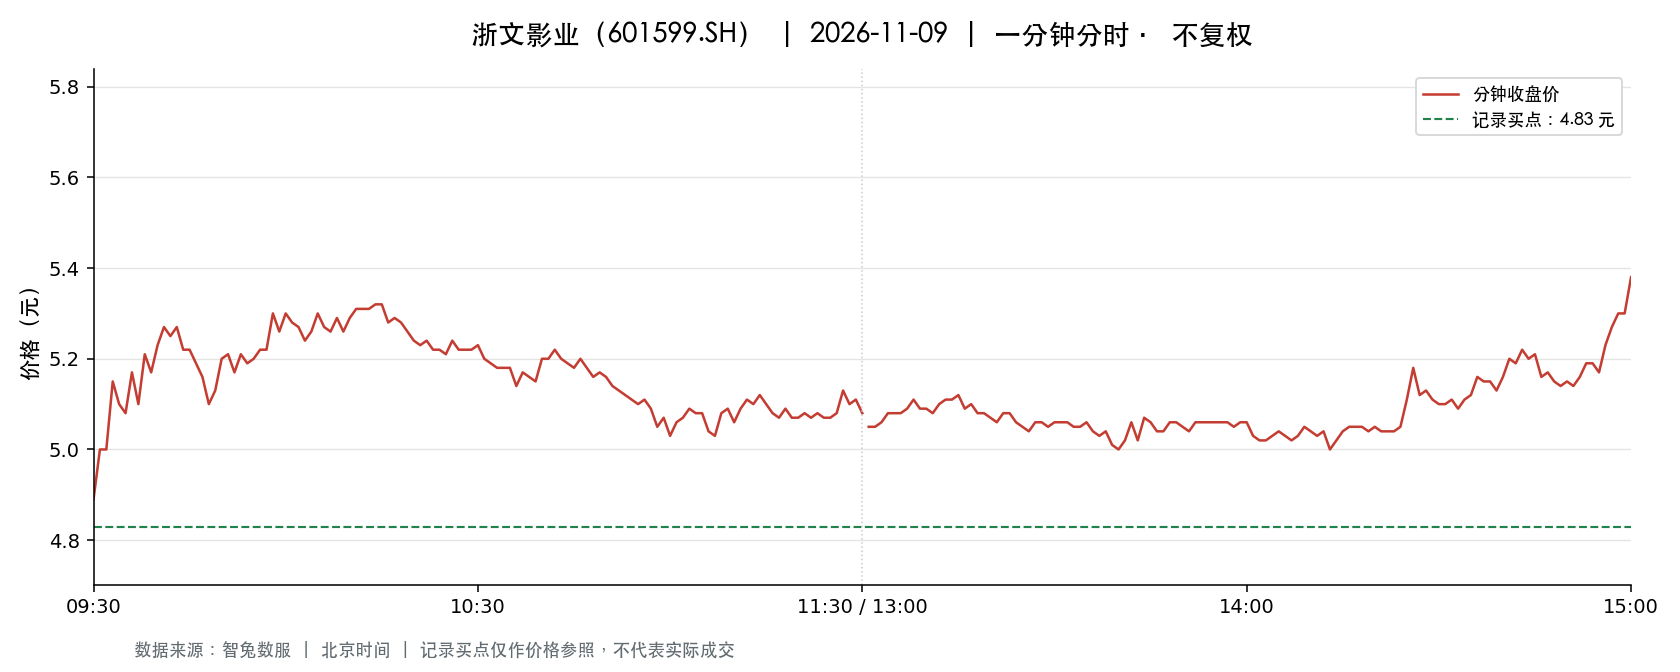 浙文影业（601599.SH） | 2026-11-09 | 一分钟分时 · 不复权
分钟收盘价
记录买点：4.83 元
价格（元）
5.8
5.6
5.4
5.2
5.0
4.8
09:30
10:30
11:30 / 13:00
14:00
15:00
数据来源：智兔数服 | 北京时间 | 记录买点仅作价格参照，不代表实际成交